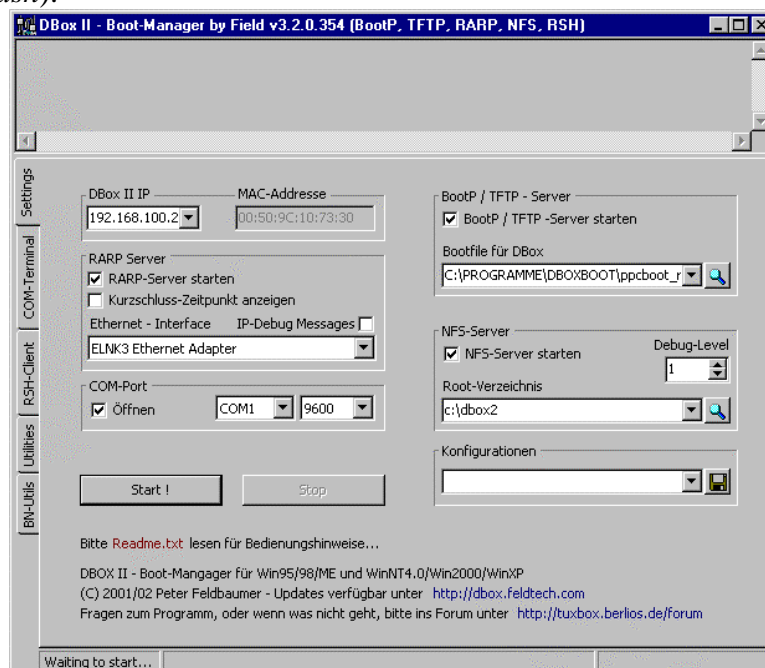 DBox II - Boot-Manager by Field v3.2.0.354 (BootP, TFTP, RARP, NFS, RSH)
Settings
COM-Terminal
RSH-Client
Utilities
BN-Utils
DBox II IP
MAC-Addresse
192.168.100.2
00:50:9C:10:73:30
RARP Server
RARP-Server starten
Kurzschluss-Zeitpunkt anzeigen
Ethernet - Interface IP-Debug Messages
ELNK3 Ethernet Adapter
COM-Port
Öffnen COM1 9600
Start !
Stop
BootP / TFTP - Server
BootP / TFTP -Server starten
Bootfile für DBox
C:\PROGRAMME\DBOXBOOT\ppcboot_r
NFS-Server
NFS-Server starten
Debug-Level
1
Root-Verzeichnis
c:\dbox2
Konfigurationen
Bitte Readme.txt lesen für Bedienungshinweise...
DBOX II - Boot-Mangager für Win95/98/ME und WinNT4.0/Win2000/WinXP
(C) 2001/02 Peter Feldbaumer - Updates verfügbar unter http://dbox.feldtech.com
Fragen zum Programm, oder wenn was nicht geht, bitte ins Forum unter http://tuxbox.berlios.de/forum
Waiting to start...